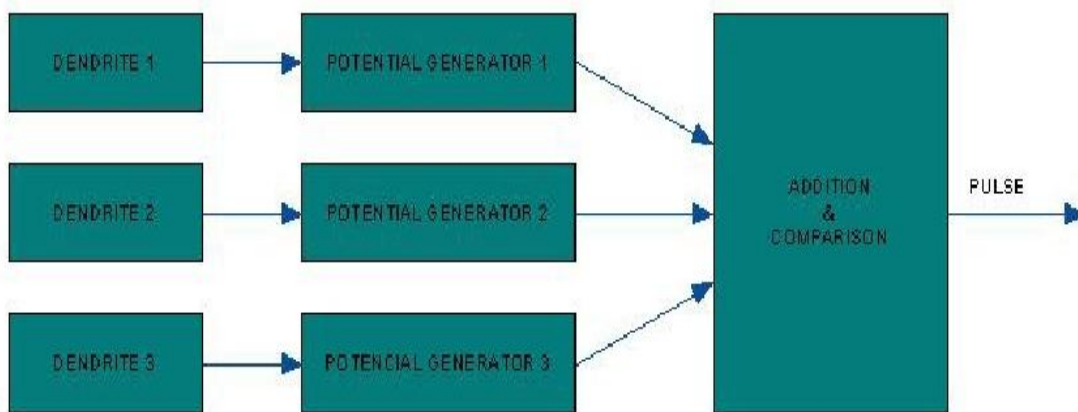 DENDRITE 1
POTENTIAL GENERATOR 1
DENDRITE 2
POTENTIAL GENERATOR 2
DENDRITE 3
POTENCIAL GENERATOR 3
ADDITION
&
COMPARISON
PULSE